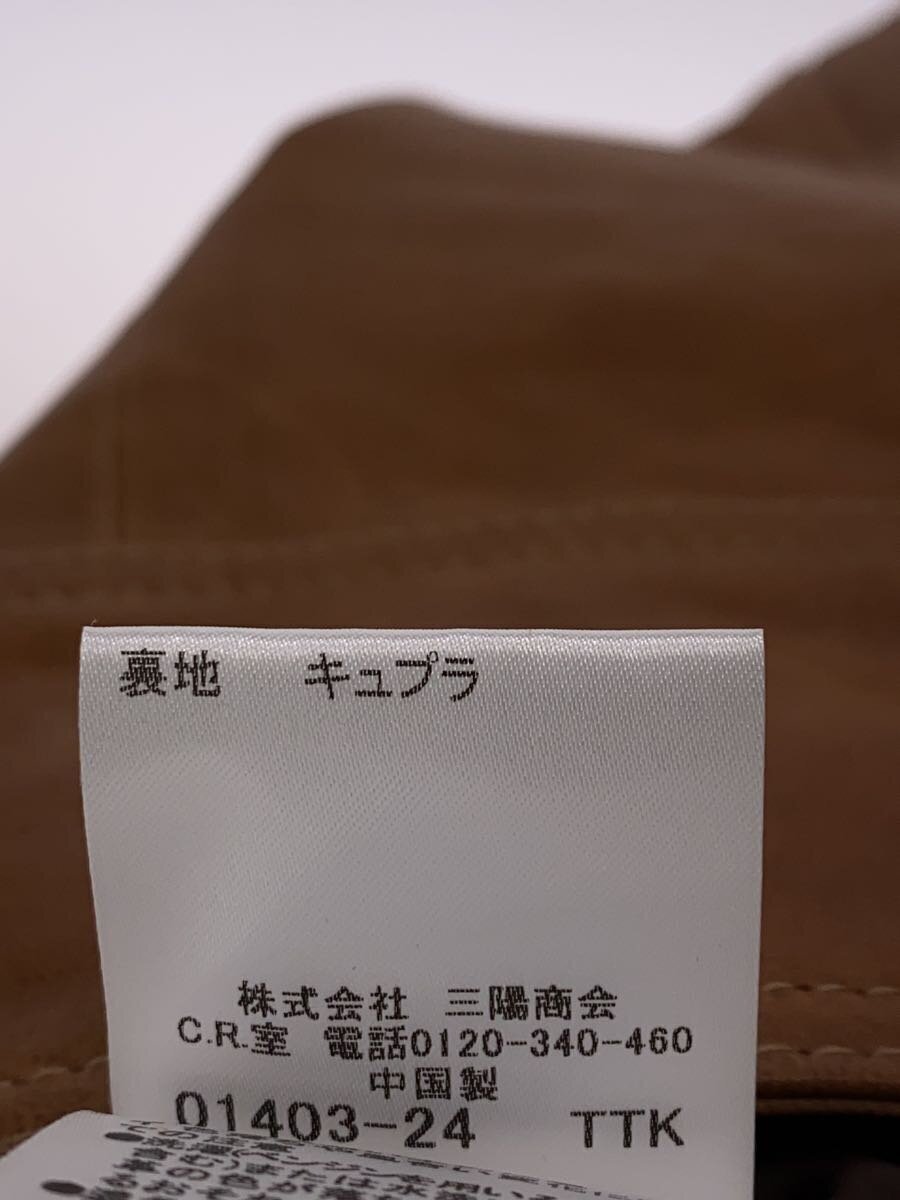 裏地 キュプラ
株式会社 三陽商会
C.R.室 電話0120-340-460
中国製
01403-24 TTK